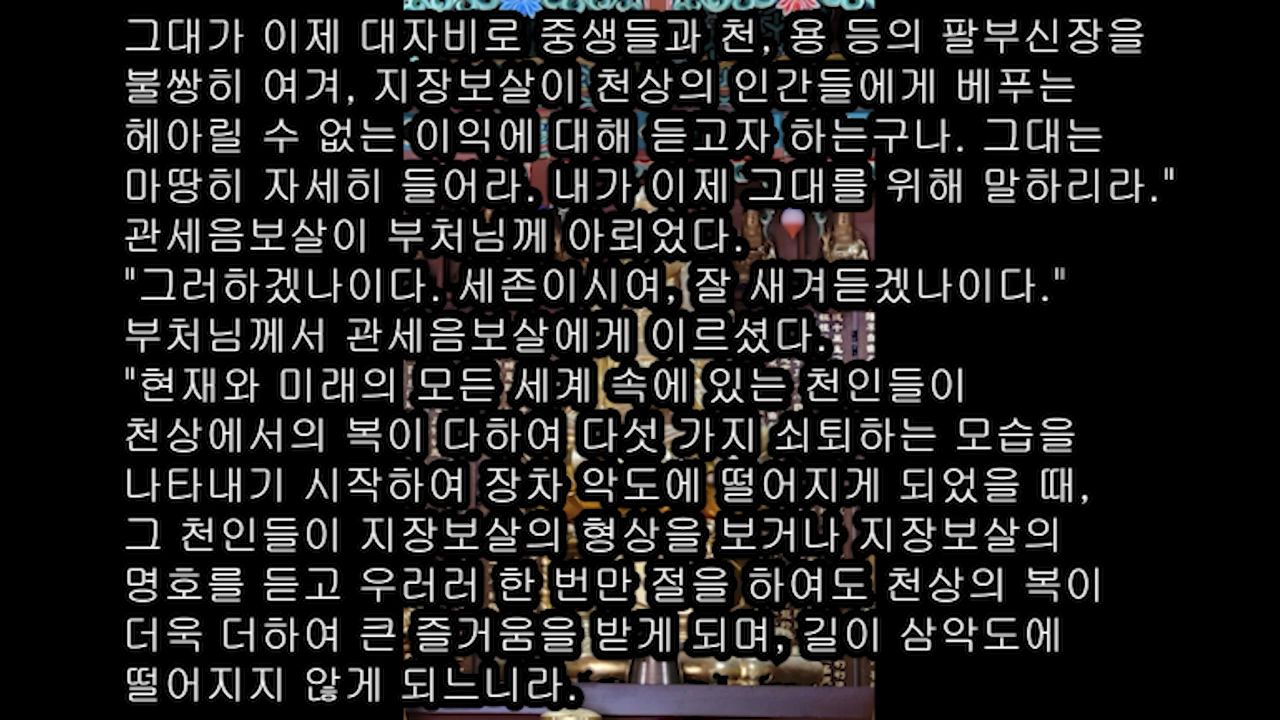 그대가 이제 대자비로 중생들과 천, 용 등의 팔부신장을
불쌍히 여겨, 지장보살이 천상의 인간들에게 베푸는
헤아릴 수 없는 이익에 대해 듣고자 하는구나. 그대는
마땅히 자세히 들어라. 내가 이제 그대를 위해 말하리라."
관세음보살이 부처님께 아뢰었다.
"그러하겠나이다. 세존이시여, 잘 새겨듣겠나이다."
부처님께서 관세음보살에게 이르셨다.
"현재와 미래의 모든 세계 속에 있는 천인들이
천상에서의 복이 다하여 다섯 가지 쇠퇴하는 모습을
나타내기 시작하여 장차 악도에 떨어지게 되었을 때,
그 천인들이 지장보살의 형상을 보거나 지장보살의
명호를 듣고 우러러 한 번만 절을 하여도 천상의 복이
더욱 더하여 큰 즐거움을 받게 되며, 길이 삼악도에
떨어지지 않게 되느니라.